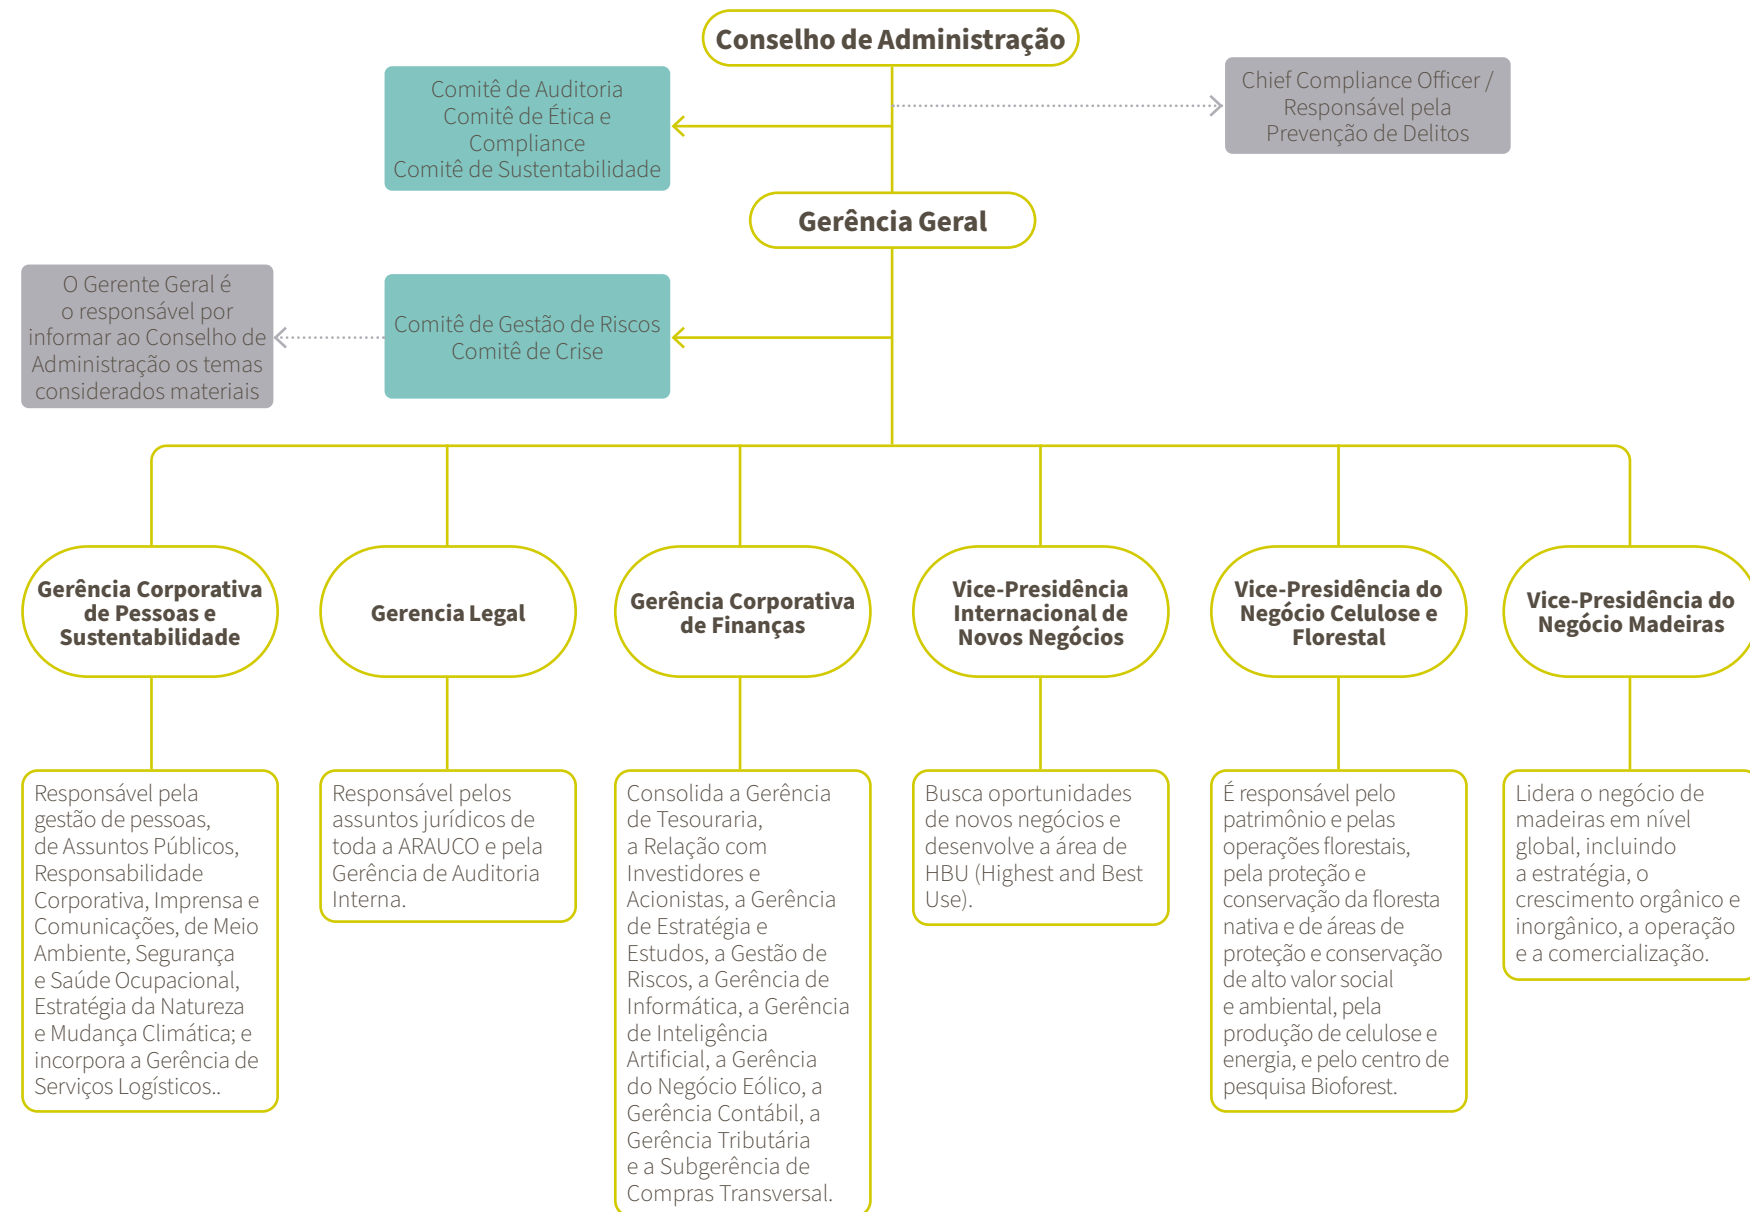 Conselho de Administração
Comitê de Auditoria
Comitê de Ética e
Compliance
Comitê de Sustentabilidade
Chief Compliance Officer /
Responsável pela
Prevenção de Delitos
Gerência Geral
O Gerente Geral é
o responsável por
informar ao Conselho de
Administração os temas
considerados materiais
Comitê de Gestão de Riscos
Comitê de Crise
Gerência Corporativa
de Pessoas e
Sustentabilidade
Gerencia Legal
Gerência Corporativa
de Finanças
Vice-Presidência
Internacional de
Novos Negócios
Vice-Presidência do
Negócio Celulose e
Florestal
Vice-Presidência do
Negócio Madeiras
Responsável pela
gestão de pessoas,
de Assuntos Públicos,
Responsabilidade
Corporativa, Imprensa e
Comunicações, de Meio
Ambiente, Segurança
e Saúde Ocupacional,
Estratégia da Natureza
e Mudança Climática; e
incorpora a Gerência de
Serviços Logísticos..
Responsável pelos
assuntos jurídicos de
toda a ARAUCO e pela
Gerência de Auditoria
Interna.
Consolida a Gerência
de Tesouraria,
a Relação com
Investidores e
Acionistas, a Gerência
de Estratégia e
Estudos, a Gestão de
Riscos, a Gerência de
Informática, a Gerência
de Inteligência
Artificial, a Gerência
do Negócio Eólico, a
Gerência Contábil, a
Gerência Tributária
e a Subgerência de
Compras Transversal.
Busca oportunidades
de novos negócios e
desenvolve a área de
HBU (Highest and Best
Use).
É responsável pelo
patrimônio e pelas
operações florestais,
pela proteção e
conservação da floresta
nativa e de áreas de
proteção e conservação
de alto valor social
e ambiental, pela
produção de celulose e
energia, e pelo centro de
pesquisa Bioforest.
Lidera o negócio de
madeiras em nível
global, incluindo
a estratégia, o
crescimento orgânico e
inorgânico, a operação
e a comercialização.